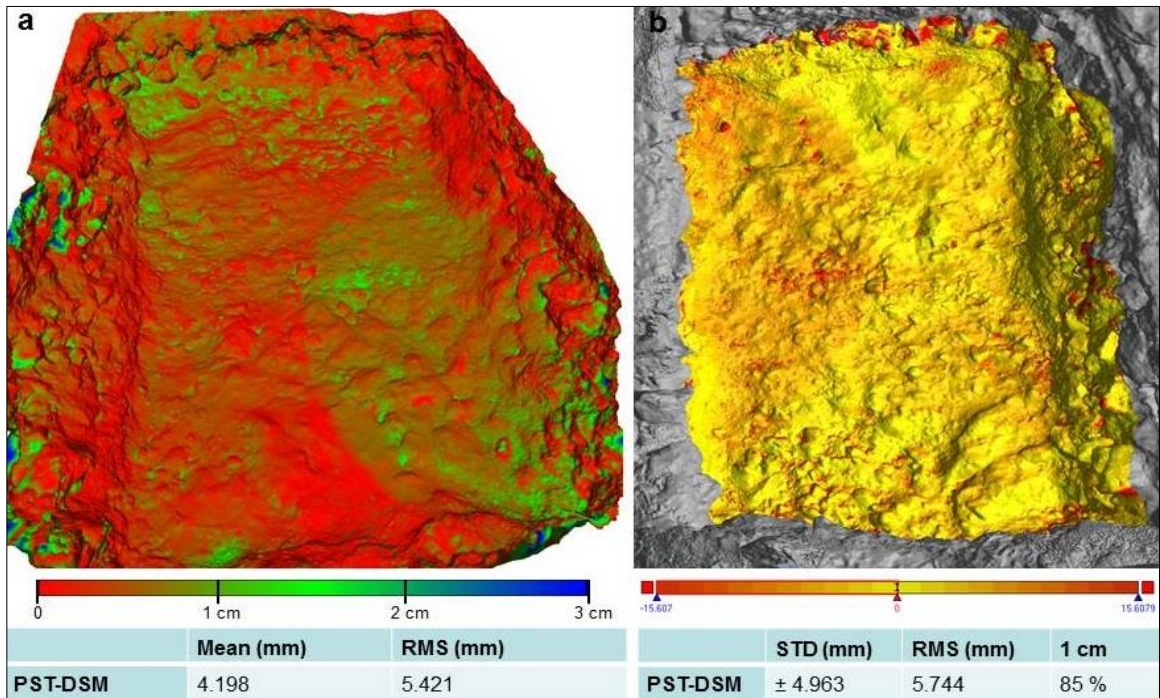 a
b
0 1 cm 2 cm 3 cm
-15.607 0 15.6079
Mean (mm) RMS (mm)
PST-DSM 4.198 5.421
STD (mm) RMS (mm) 1 cm
PST-DSM ± 4.963 5.744 85 %